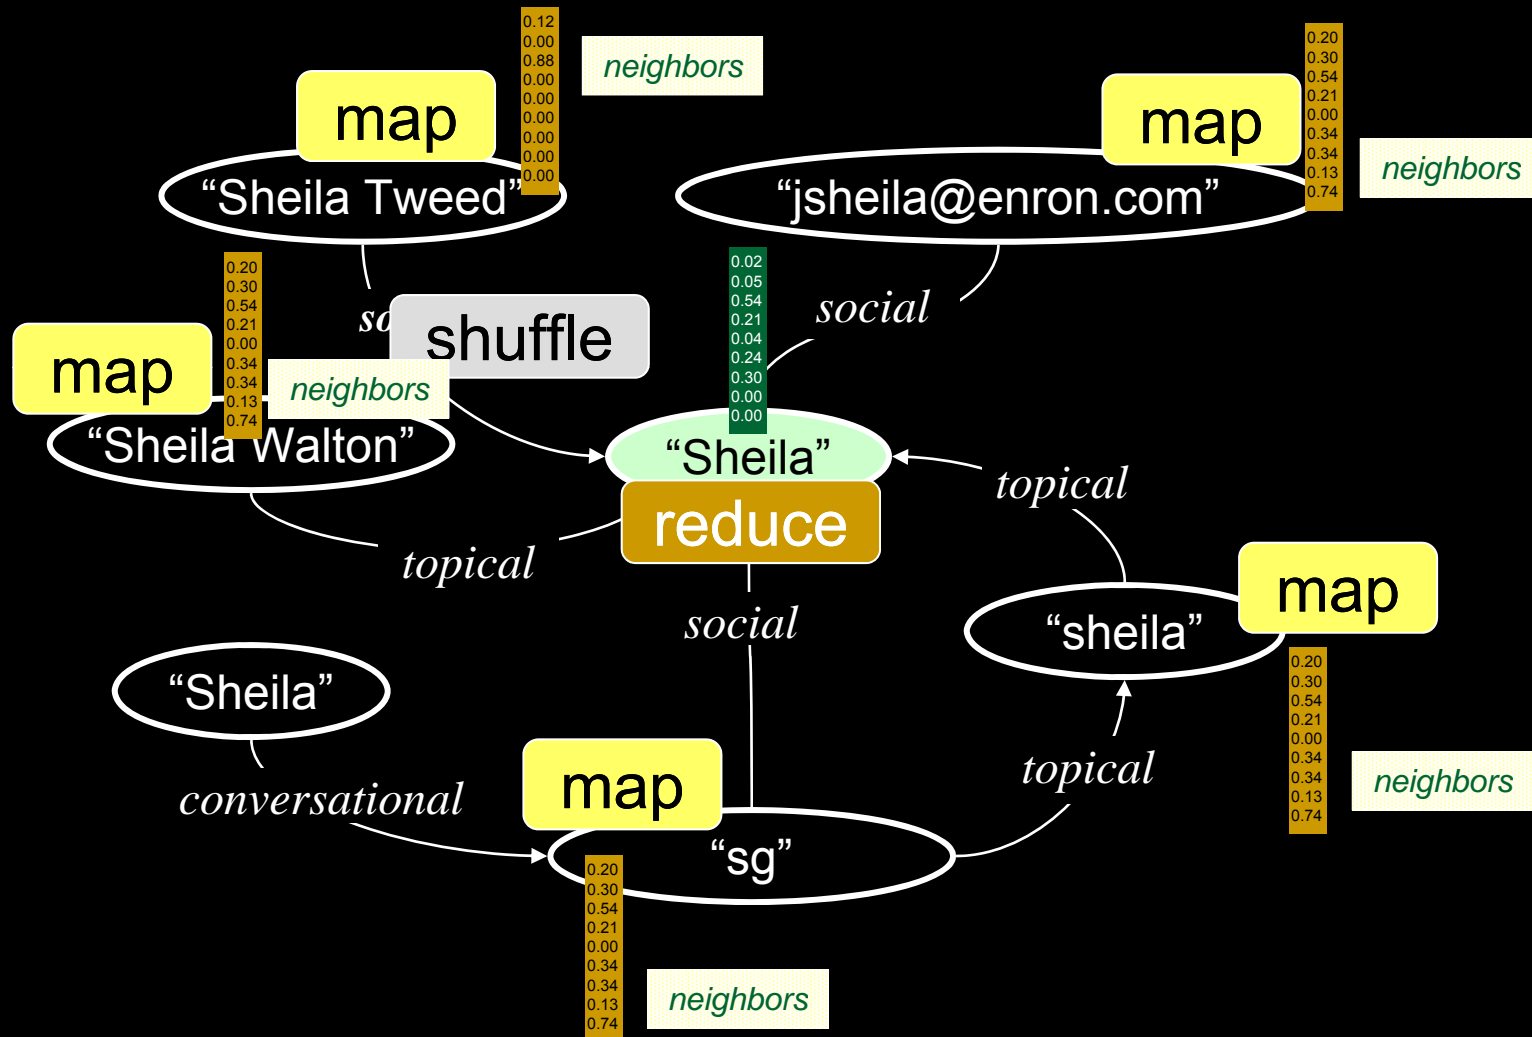 0.12
0.00
0.88
0.00
0.00
0.00
0.00
0.00
0.00
neighbors
map
“Sheila Tweed”
0.20
0.30
0.54
0.21
0.00
0.34
0.34
0.13
0.74
map
neighbors
“jsheila@enron.com”
0.20
0.30
0.54
0.21
0.00
0.34
0.34
0.13
0.74
map
neighbors
“Sheila Walton”
so
shuffle
0.02
0.05
0.54
0.21
0.04
0.24
0.30
0.00
0.00
social
“Sheila”
reduce
topical
topical
social
“sheila”
map
0.20
0.30
0.54
0.21
0.00
0.34
0.34
0.13
0.74
neighbors
“Sheila”
conversational
map
“sg”
topical
0.20
0.30
0.54
0.21
0.00
0.34
0.34
0.13
0.74
neighbors